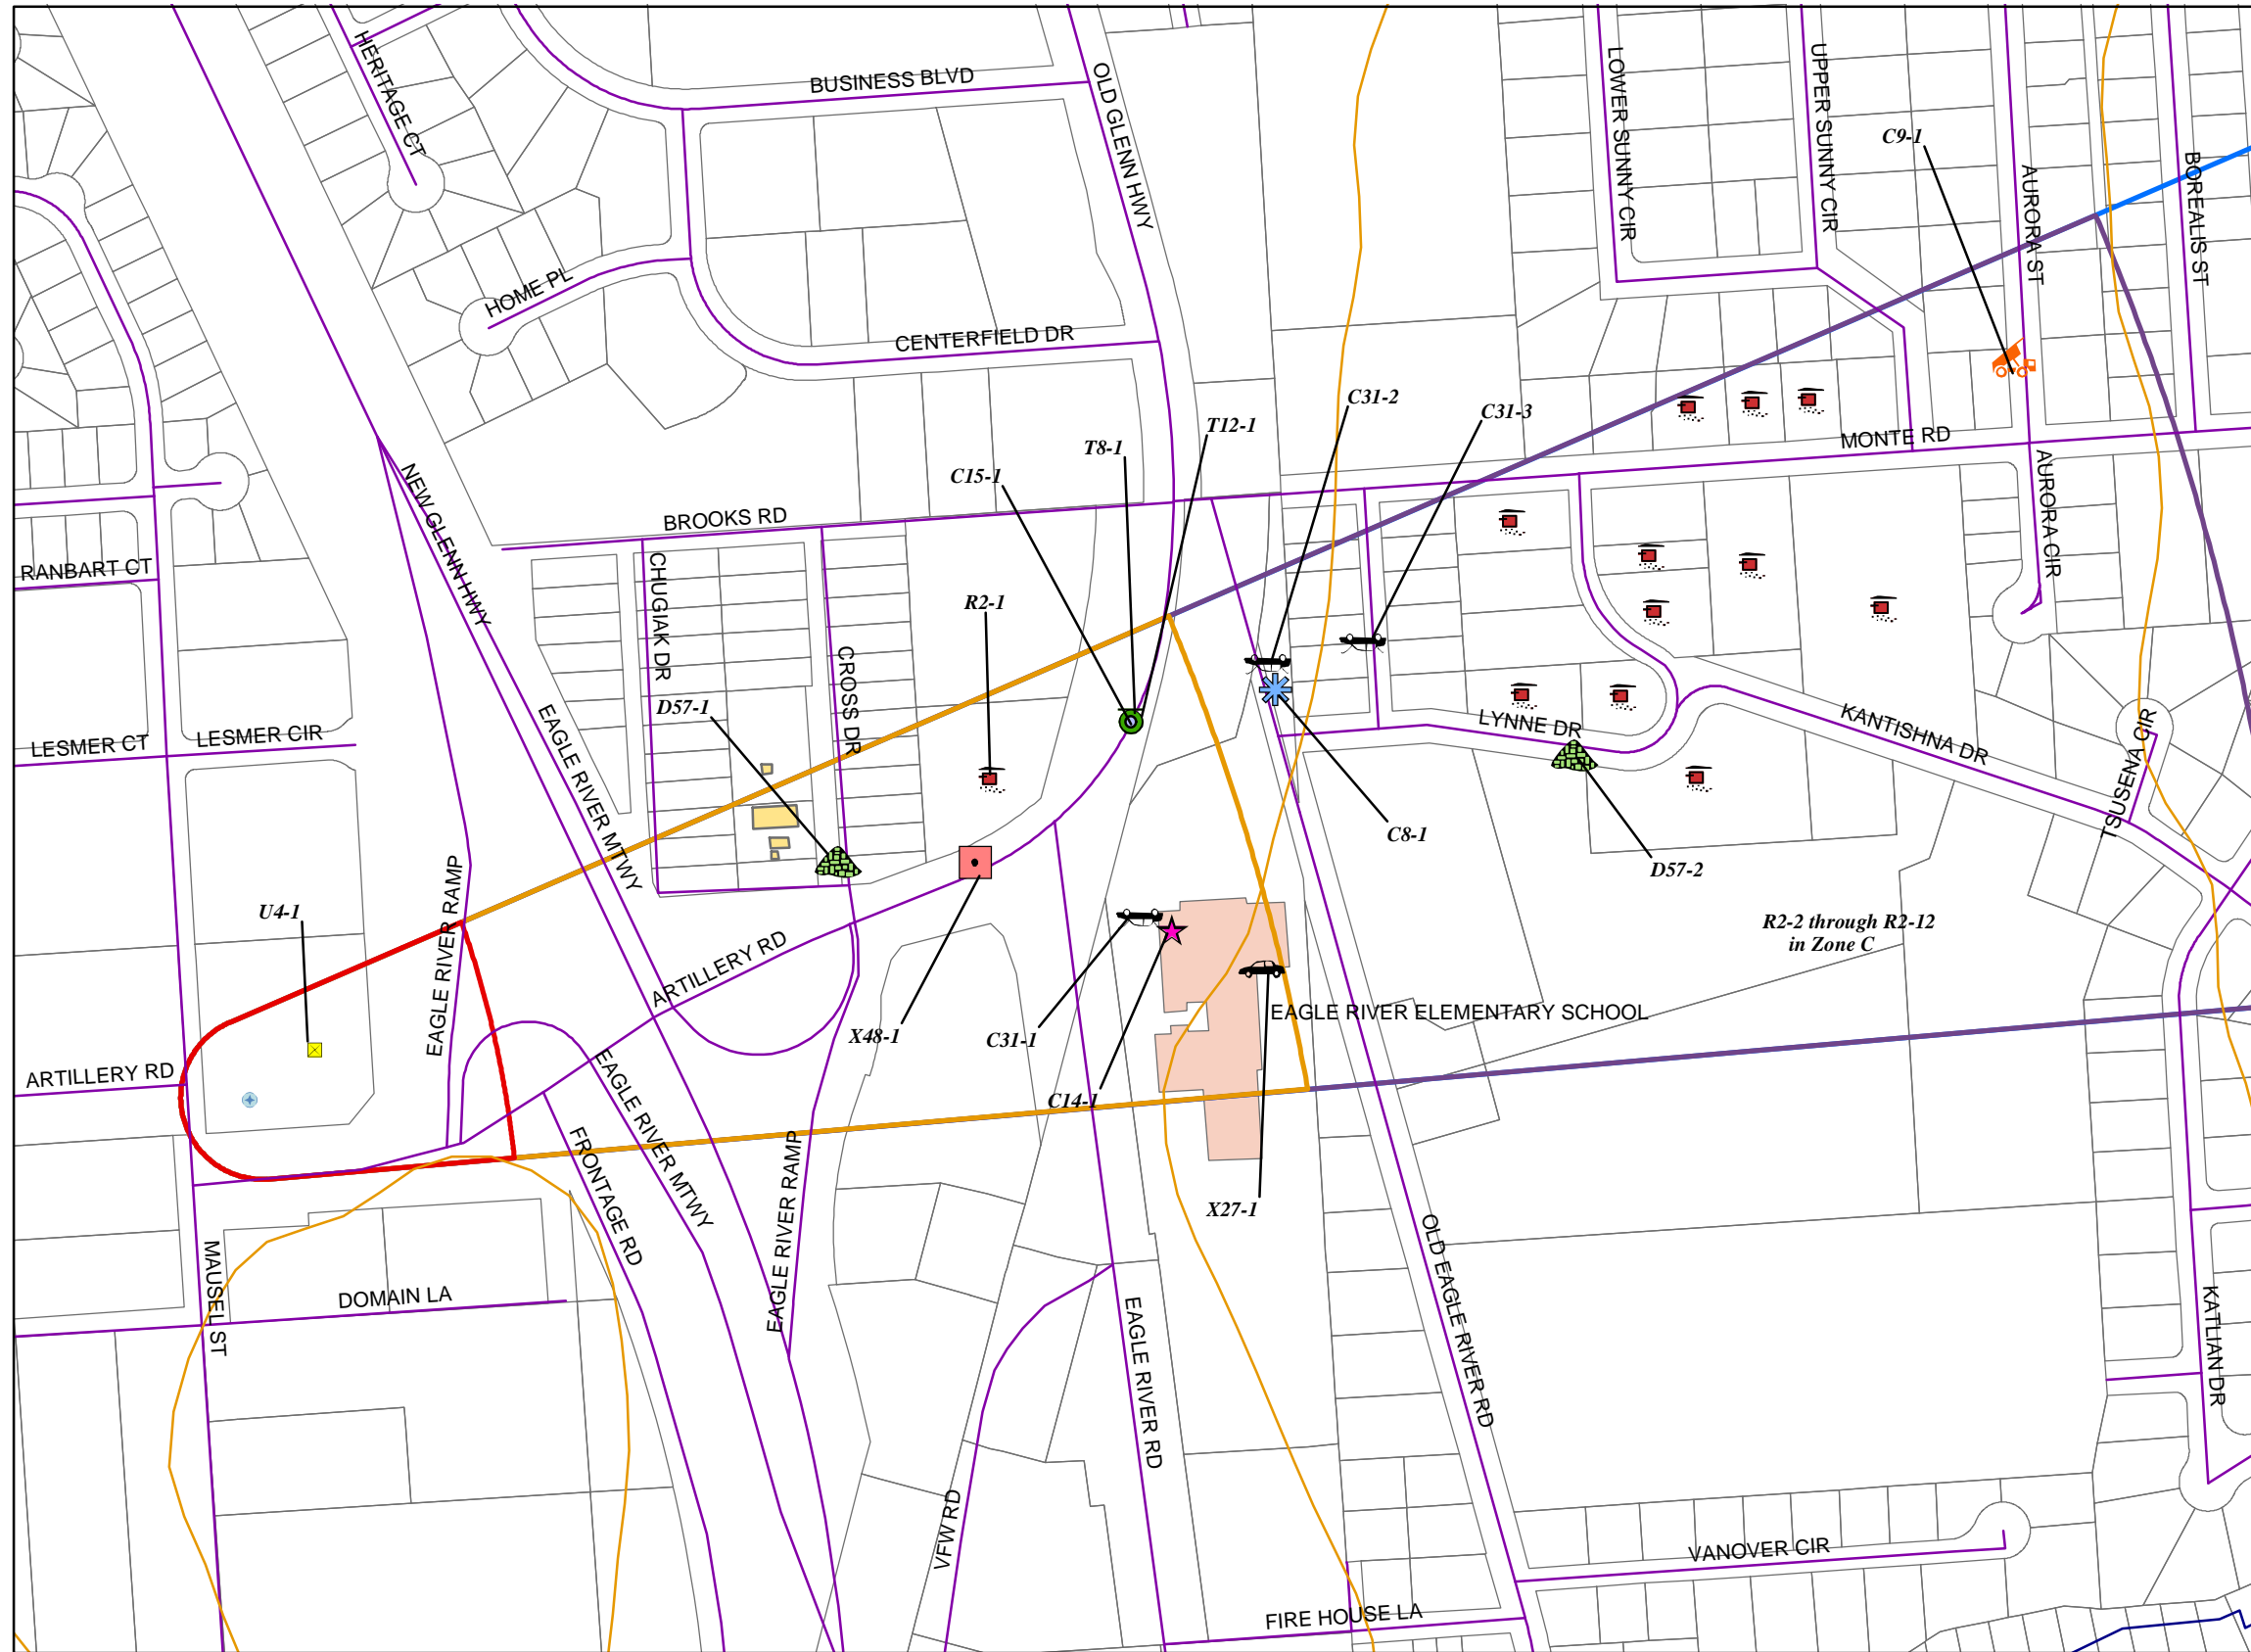 HERITAGE CT
BUSINESS BLVD
OLD GLENN HWY
LOWER SUNNY CIR
UPPER SUNNY CIR
C9-1
AURORA ST
BOREALIS ST
HOME PL
CENTERFIELD DR
C31-2
C31-3
T12-1
T8-1
C15-1
MONTE RD
AURORA CIR
NEW GLENN HWY
BROOKS RD
RANBART CT
CHUGIAK DR
R2-1
CROSS DR
D57-1
EAGLE RIVER MTWY
LESMER CT
LESMER CIR
LYNNE DR
KANTISHNA DR
TSUSENA CIR
C8-1
D57-2
EAGLE RIVER RAMP
U4-1
R2-2 through R2-12
in Zone C
ARTILLERY RD
X48-1
C31-1
EAGLE RIVER ELEMENTARY SCHOOL
ARTILLERY RD
C14-1
EAGLE RIVER MTWY
FRONTAGE RD
EAGLE RIVER RAMP
X27-1
MAUSEL ST
DOMAIN LA
OLD EAGLE RIVER RD
EAGLE RIVER RD
KATLIAN DR
VFW RD
VANOVER CIR
FIRE HOUSE LA